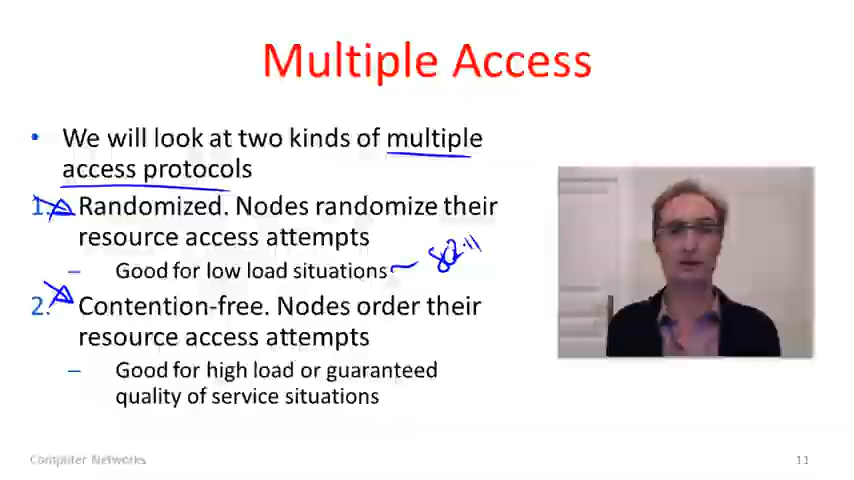 Multiple Access
• We will look at two kinds of multiple
access protocols
1. Randomized. Nodes randomize their
resource access attempts
– Good for low load situations 802.11
2. Contention-free. Nodes order their
resource access attempts
– Good for high load or guaranteed
quality of service situations
Computer Networks 11